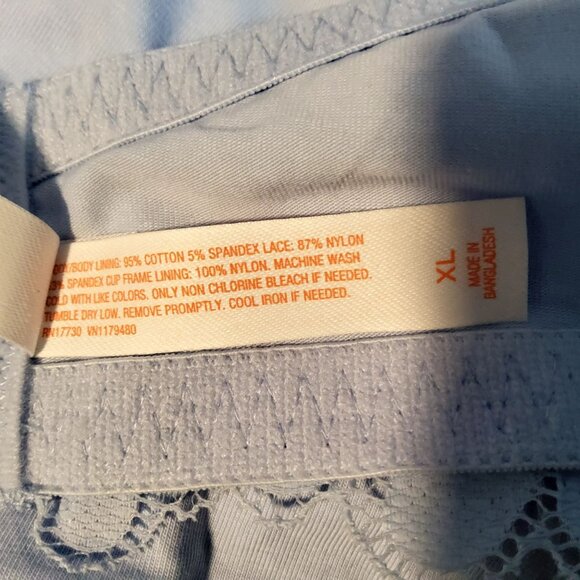 BODY LINING: 95% COTTON 5% SPANDEX LACE: 87% NYLON
SPANDEX CUP FRAME LINING: 100% NYLON. MACHINE WASH
COLD WITH LIKE COLORS. ONLY NON CHLORINE BLEACH IF NEEDED.
TUMBLE DRY LOW. REMOVE PROMPTLY. COOL IRON IF NEEDED.
RN17730 VN1179480
XL
MADE IN
BANGLADESH